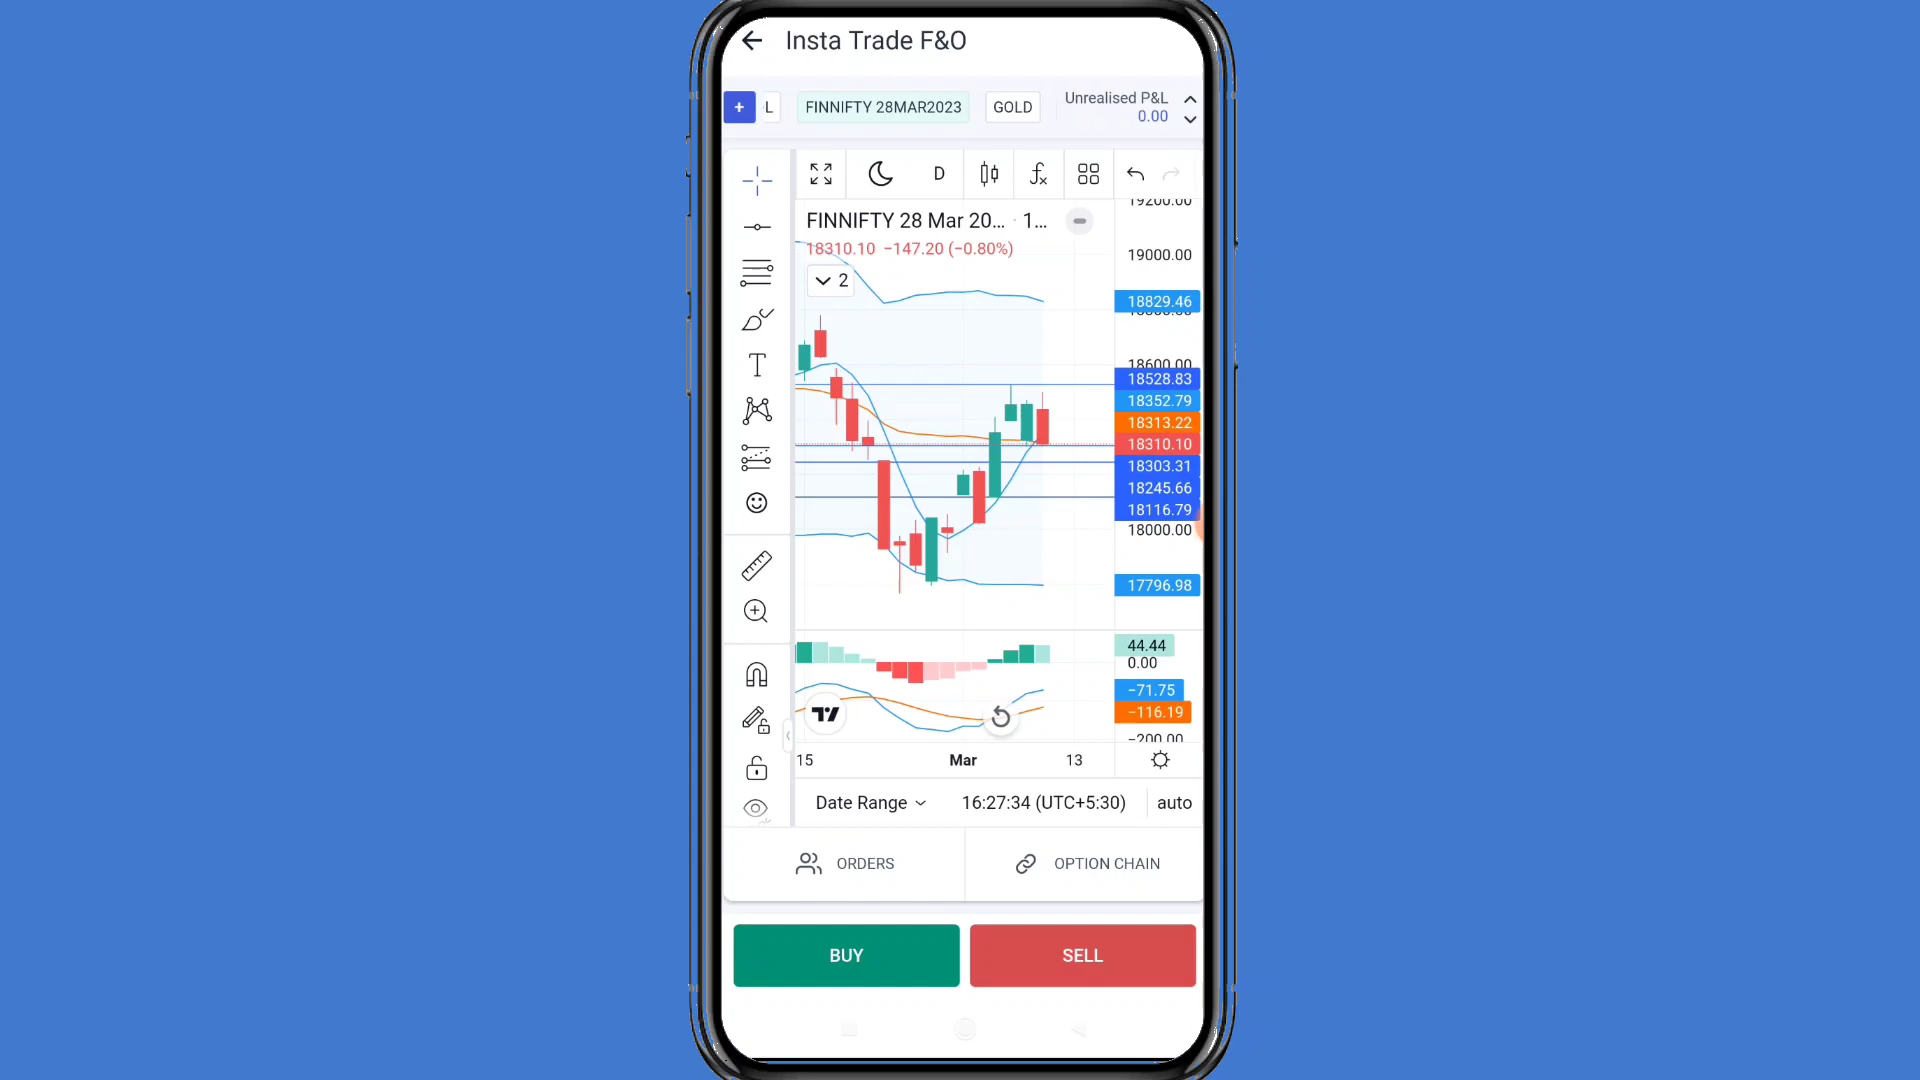 Insta Trade F&O
+ L FINNIFTY 28MAR2023 GOLD Unrealised P&L
0.00
D
FINNIFTY 28 Mar 20... · 1...
18310.10 −147.20 (−0.80%)
2
19200.00
19000.00
18829.46
18600.00
18528.83
18352.79
18313.22
18310.10
18303.31
18245.66
18116.79
18000.00
17796.98
44.44
0.00
−71.75
−116.19
−200.00
15 Mar 13
Date Range 16:27:34 (UTC+5:30) auto
ORDERS OPTION CHAIN
BUY SELL